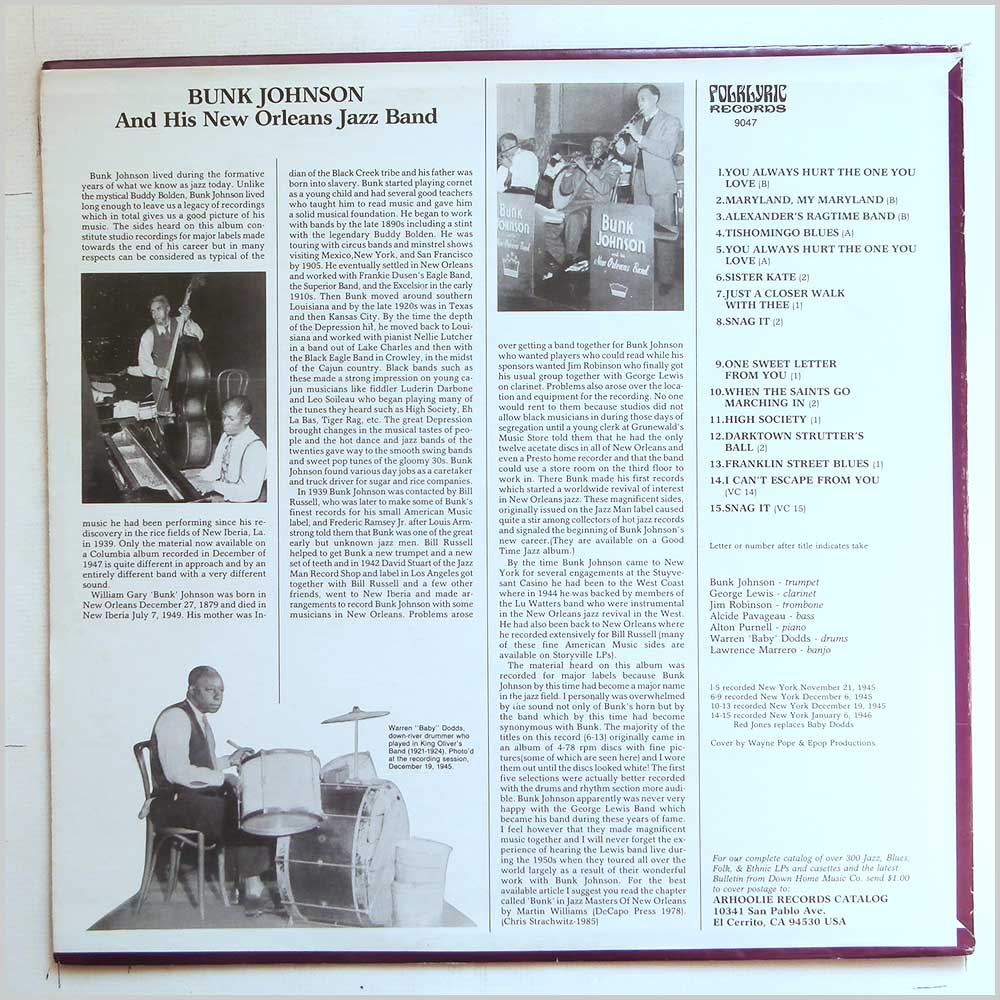 BUNK JOHNSON
And His New Orleans Jazz Band
Bunk Johnson lived during the formative
years of what we know as jazz today. Unlike
the mystical Buddy Bolden, Bunk Johnson lived
long enough to leave us a legacy of recordings
which in total gives us a good picture of his
music. The sides heard on this album con-
stitute studio recordings for major labels made
towards the end of his career but in many
respects can be considered as typical of the
music he had been performing since his re-
discovery in the rice fields of New Iberia, La.
in 1939. Only the material now available on
a Columbia album recorded in December of
1947 is quite different in approach and by an
entirely different band with a very different
sound.
William Gary 'Bunk' Johnson was born in
New Orleans December 27, 1879 and died in
New Iberia July 7, 1949. His mother was In-
dian of the Black Creek tribe and his father was
born into slavery. Bunk started playing cornet
as a young child and had several good teachers
who taught him to read music and gave him
a solid musical foundation. He began to work
with bands by the late 1890s including a stint
with the legendary Buddy Bolden. He was
touring with circus bands and minstrel shows
visiting Mexico,New York, and San Francisco
by 1905. He eventually settled in New Orleans
and worked with Frankie Dusen's Eagle Band,
the Superior Band, and the Excelsior in the early
1910s. Then Bunk moved around southern
Louisiana and by the late 1920s was in Texas
and then Kansas City. By the time the depth
of the Depression hit, he moved back to Loui-
siana and worked with pianist Nellie Lutcher
in a band out of Lake Charles and then with
the Black Eagle Band in Crowley, in the midst
of the Cajun country. Black bands such as
these made a strong impression on young ca-
jun musicians like fiddler Luderin Darbone
and Leo Soileau who began playing many of
the tunes they heard such as High Society, Eh
La Bas, Tiger Rag, etc. The great Depression
brought changes in the musical tastes of peo-
ple and the hot dance and jazz bands of the
twenties gave way to the smooth swing bands
and sweet pop tunes of the gloomy 30s. Bunk
Johnson found various day jobs as a caretaker
and truck driver for sugar and rice companies.
In 1939 Bunk Johnson was contacted by Bill
Russell, who was later to make some of Bunk's
finest records for his small American Music
label, and Frederic Ramsey Jr. after Louis Arm-
strong told them that Bunk was one of the great
early but unknown jazz men. Bill Russell
helped to get Bunk a new trumpet and a new
set of teeth and in 1942 David Stuart of the Jazz
Man Record Shop and label in Los Angeles got
together with Bill Russell and a few other
friends, went to New Iberia and made ar-
rangements to record Bunk Johnson with some
musicians in New Orleans. Problems arose
Warren "Baby" Dodds,
down-river drummer who
played in King Oliver's
Band (1921-1924). Photo'd
at the recording session,
December 19, 1945.
BUNK
JOHNSON
BUNK
JOHNSON
and his
New Orleans Band
over getting a band together for Bunk Johnson
who wanted players who could read while his
sponsors wanted Jim Robinson who finally got
his usual group together with George Lewis
on clarinet. Problems also arose over the loca-
tion and equipment for the recording. No one
would rent to them because studios did not
allow black musicians in during those days of
segregation until a young clerk at Grunewald's
Music Store told them that he had the only
twelve acetate discs in all of New Orleans and
even a Presto home recorder and that the band
could use a store room on the third floor to
work in. There Bunk made his first records
which started a worldwide revival of interest
in New Orleans jazz. These magnificent sides,
originally issued on the Jazz Man label caused
quite a stir among collectors of hot jazz records
and signaled the beginning of Bunk Johnson's
new career.(They are available on a Good
Time Jazz album.)
By the time Bunk Johnson came to New
York for several engagements at the Stuyve-
sant Casino he had been to the West Coast
where in 1944 he was backed by members of
the Lu Watters band who were instrumental
in the New Orleans jazz revival in the West.
He had also been back to New Orleans where
he recorded extensively for Bill Russell (many
of these fine American Music sides are
available on Storyville LPs).
The material heard on this album was
recorded for major labels because Bunk
Johnson by this time had become a major name
in the jazz field. I personally was overwhelmed
by the sound not only of Bunk's horn but by
the band which by this time had become
synonymous with Bunk. The majority of the
titles on this record (6-13) originally came in
an album of 4-78 rpm discs with fine pic-
tures(some of which are seen here) and I wore
them out until the discs looked white! The first
five selections were actually better recorded
with the drums and rhythm section more audi-
ble. Bunk Johnson apparently was never very
happy with the George Lewis Band which
became his band during these years of fame.
I feel however that they made magnificent
music together and I will never forget the ex-
perience of hearing the Lewis band live dur-
ing the 1950s when they toured all over the
world largely as a result of their wonderful
work with Bunk Johnson. For the best
available article I suggest you read the chapter
called 'Bunk' in Jazz Masters Of New Orleans
by Martin Williams (DeCapo Press 1978).
(Chris Strachwitz-1985)
FOLKLYRIC
RECORDS
9047
1.YOU ALWAYS HURT THE ONE YOU
LOVE (B)
2.MARYLAND, MY MARYLAND (B)
3.ALEXANDER'S RAGTIME BAND (B)
4.TISHOMINGO BLUES (A)
5.YOU ALWAYS HURT THE ONE YOU
LOVE (A)
6.SISTER KATE (2)
7.JUST A CLOSER WALK
WITH THEE (1)
8.SNAG IT (2)
9.ONE SWEET LETTER
FROM YOU (1)
10.WHEN THE SAINTS GO
MARCHING IN (2)
11.HIGH SOCIETY (1)
12.DARKTOWN STRUTTER'S
BALL (2)
13.FRANKLIN STREET BLUES (1)
14.I CAN'T ESCAPE FROM YOU
(VC 14)
15.SNAG IT (VC 15)
Letter or number after title indicates take
Bunk Johnson - trumpet
George Lewis - clarinet
Jim Robinson - trombone
Alcide Pavageau - bass
Alton Purnell - piano
Warren 'Baby' Dodds - drums
Lawrence Marrero - banjo
1-5 recorded New York November 21, 1945
6-9 recorded New York December 6, 1945
10-13 recorded New York December 19, 1945
14-15 recorded New York January 6, 1946
Red Jones replaces Baby Dodds
Cover by Wayne Pope & Epop Productions
For our complete catalog of over 300 Jazz, Blues,
Folk, & Ethnic LPs and casettes and the latest
Bulletin from Down Home Music Co. send $1.00
to cover postage to:
ARHOOLIE RECORDS CATALOG
10341 San Pablo Ave.
El Cerrito, CA 94530 USA